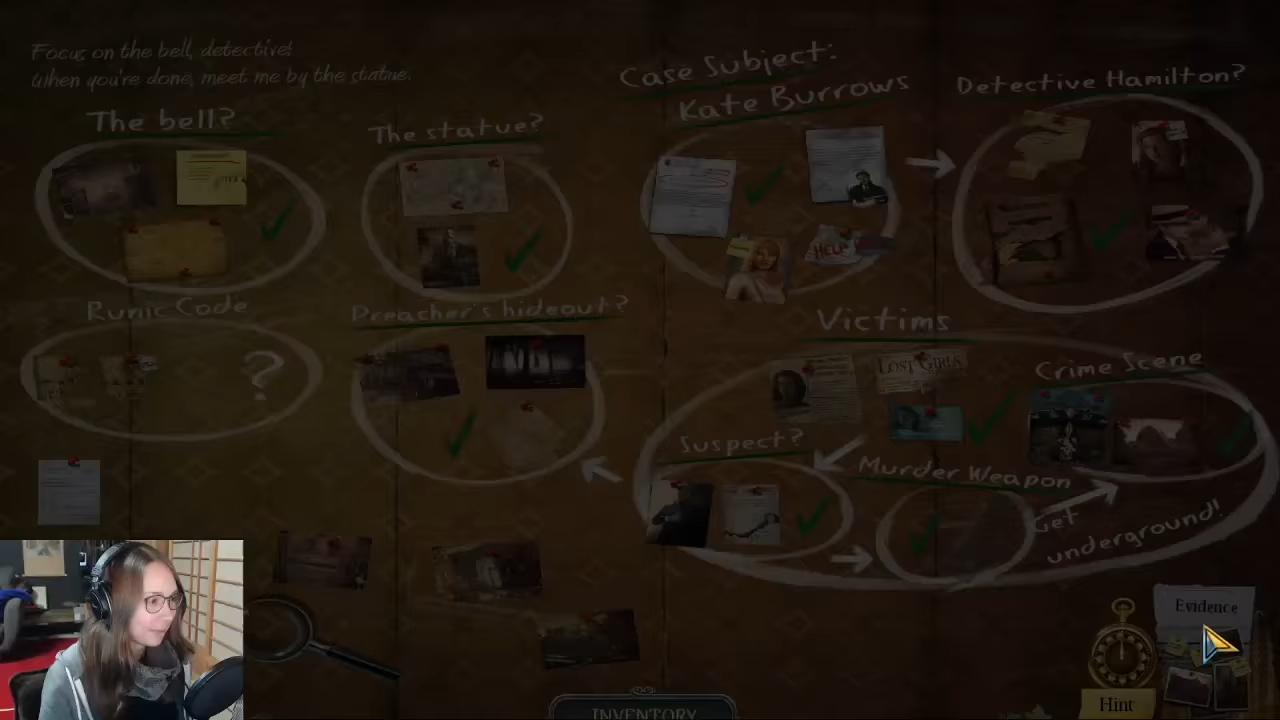 Focus on the bell, detective!
When you're done, meet me by the statue.
Case Subject:
Kate Burrows
Detective Hamilton?
The bell?
The statue?
HELP
Runic Code
Preacher's hideout?
Victims
?
LOST GIRLS
Crime Scene
Suspect?
Murder Weapon
Get
underground!
Evidence
Hint
INVENTORY